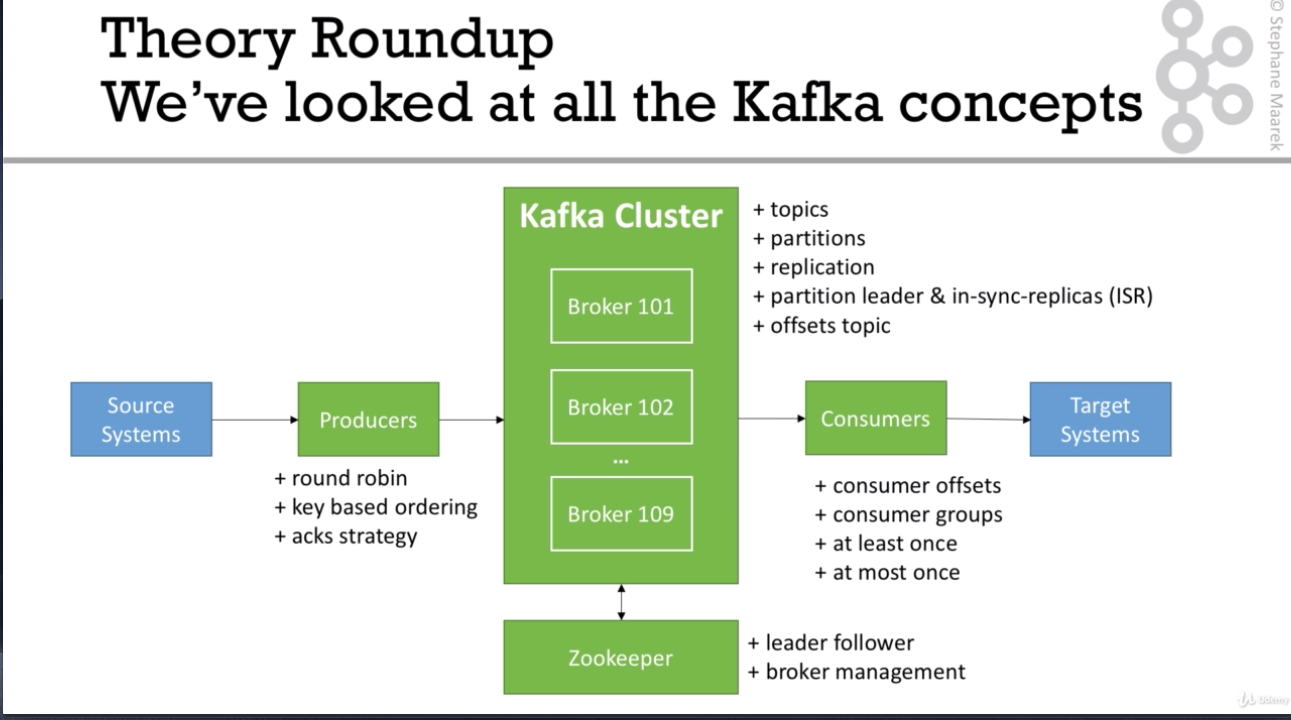 Theory Roundup
We've looked at all the Kafka concepts
© Stephane Maarek
Kafka Cluster
Broker 101
Broker 102
...
Broker 109
+ topics
+ partitions
+ replication
+ partition leader & in-sync-replicas (ISR)
+ offsets topic
Source
Systems
Producers
+ round robin
+ key based ordering
+ acks strategy
Consumers
+ consumer offsets
+ consumer groups
+ at least once
+ at most once
Target
Systems
Zookeeper
+ leader follower
+ broker management
Udemy